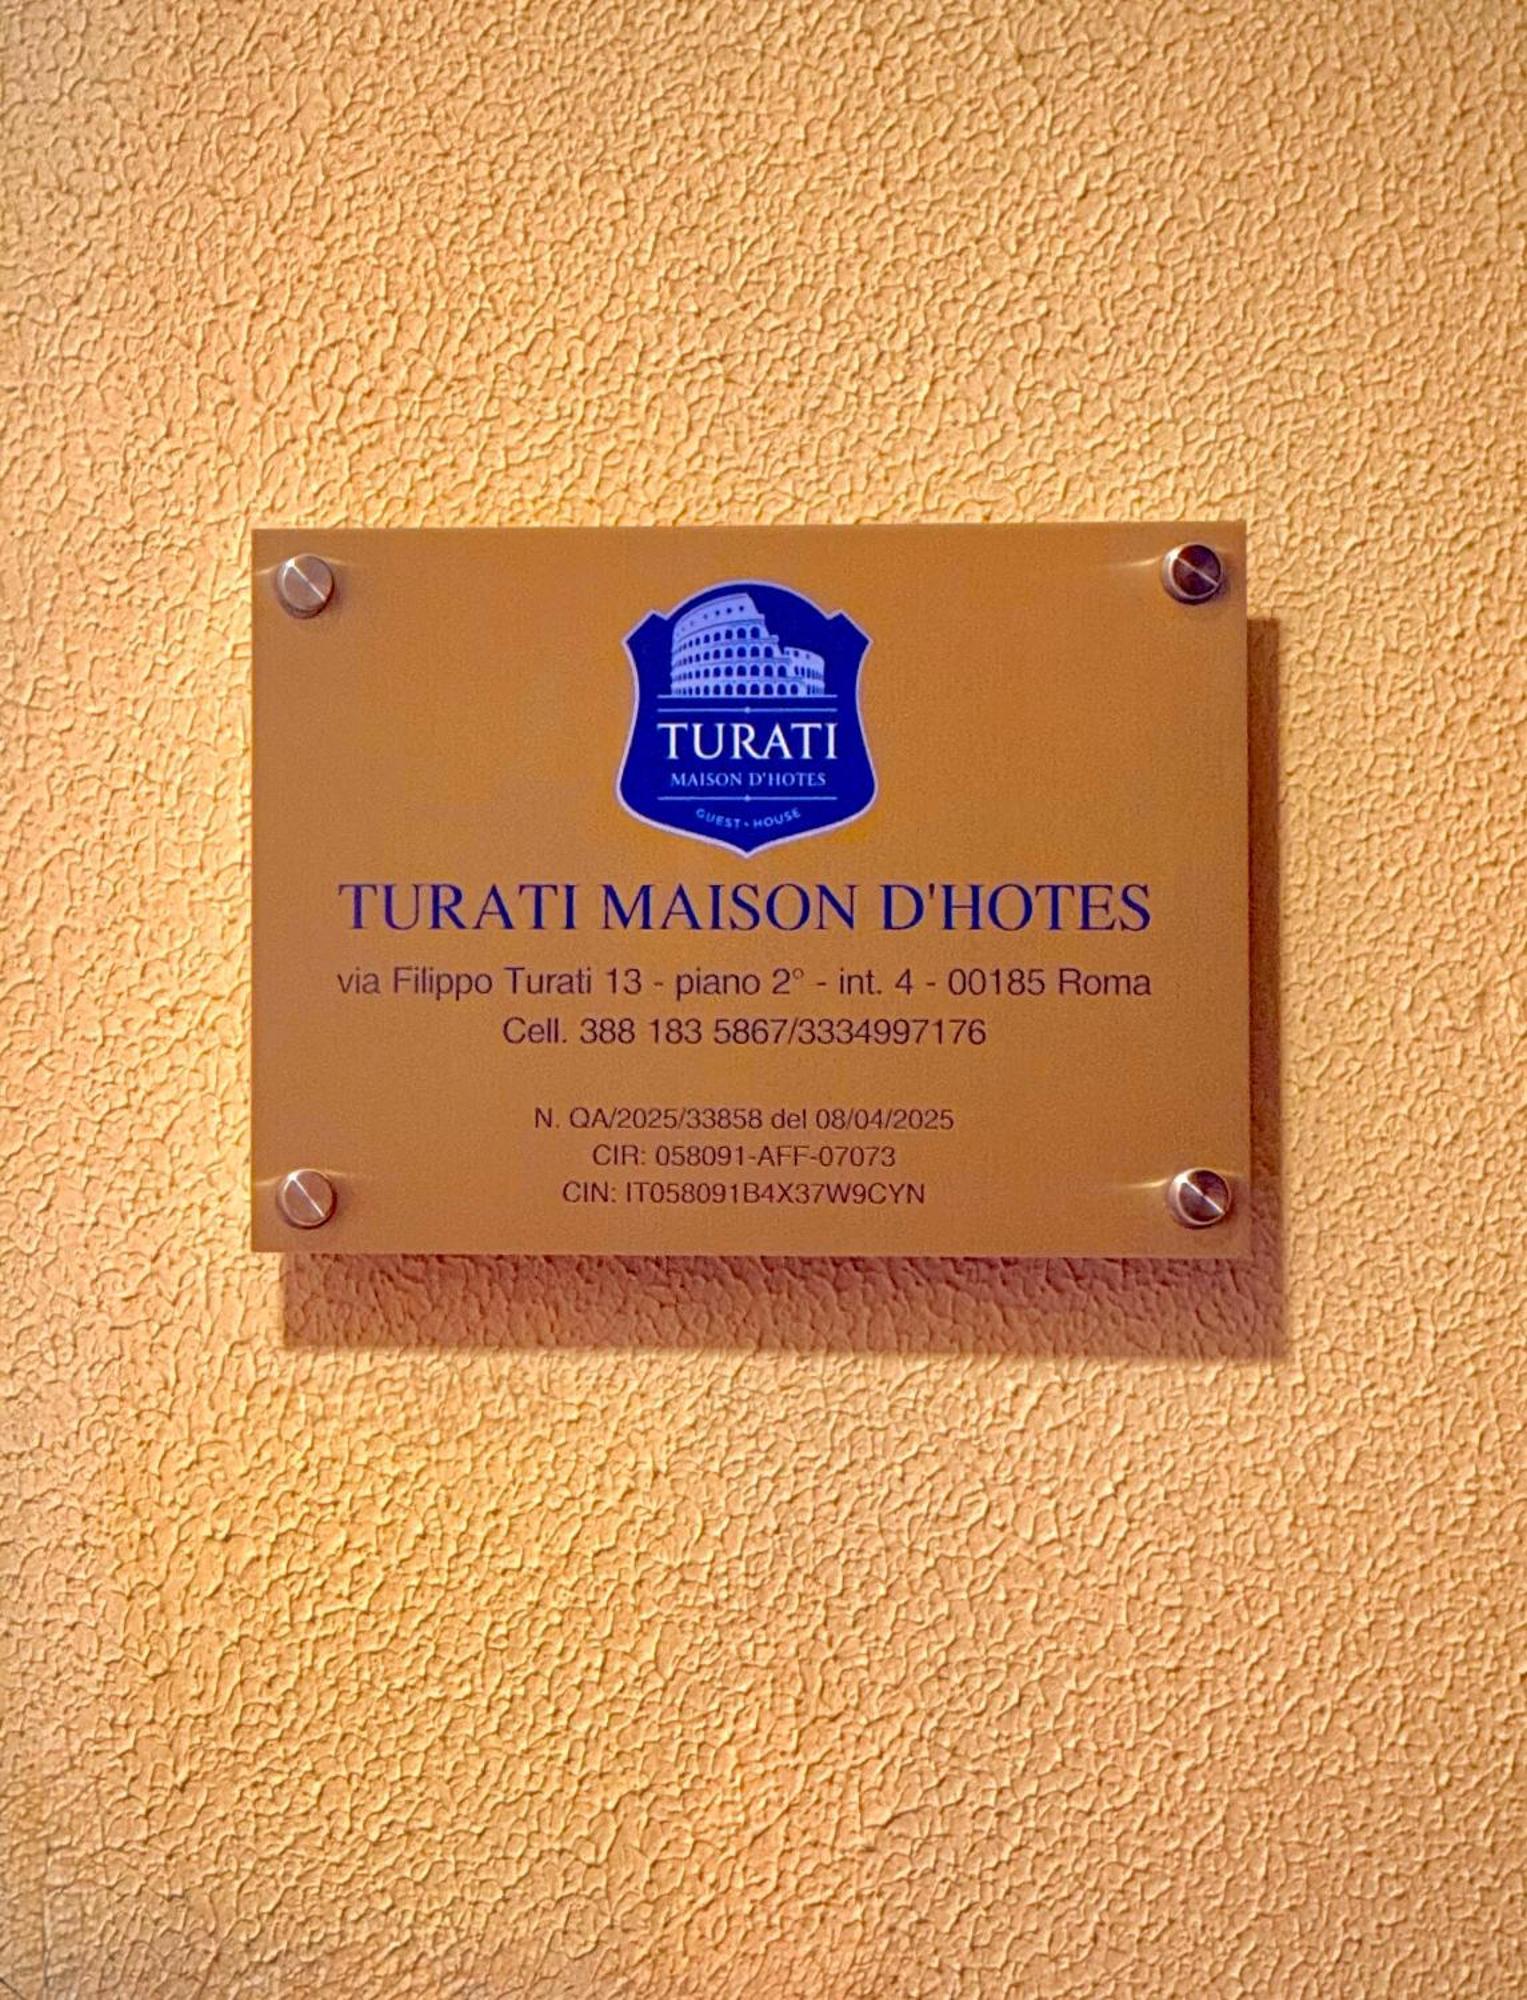 TURATI
MAISON D'HOTES
GUEST • HOUSE
TURATI MAISON D'HOTES
via Filippo Turati 13 - piano 2° - int. 4 - 00185 Roma
Cell. 388 183 5867/3334997176
N. QA/2025/33858 del 08/04/2025
CIR: 058091-AFF-07073
CIN: IT058091B4X37W9CYN